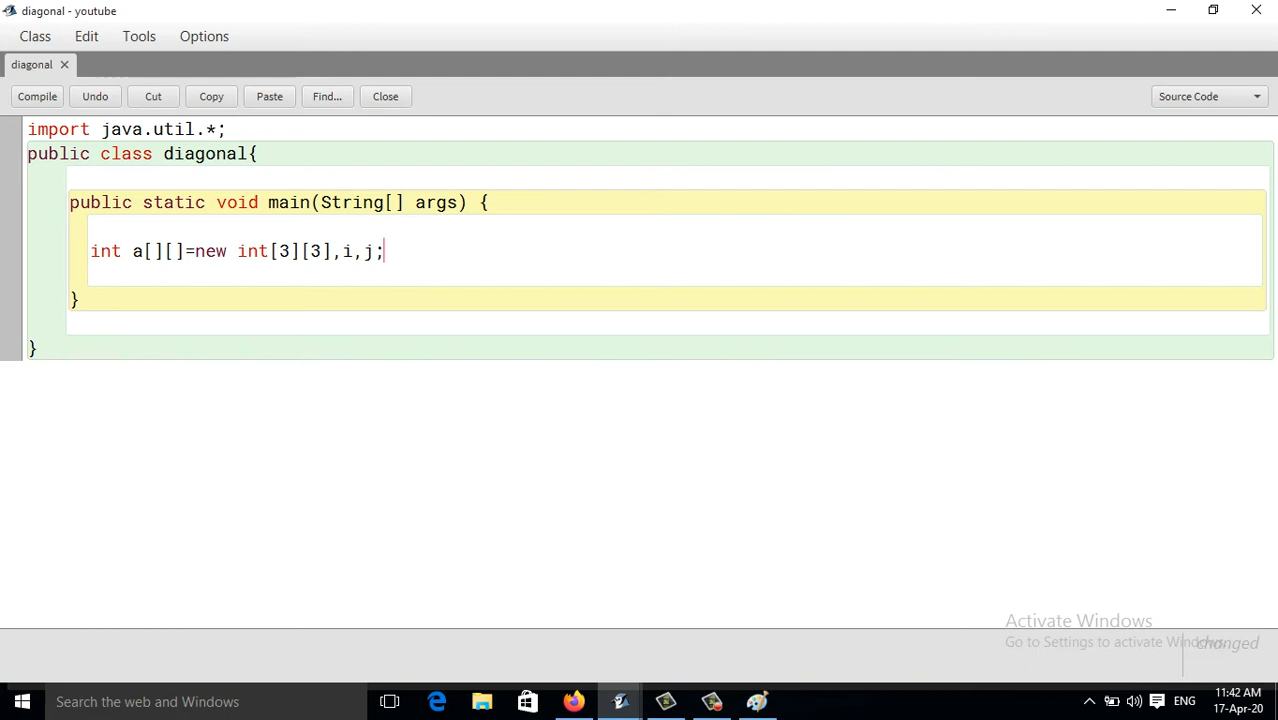 diagonal - youtube
Class Edit Tools Options
diagonal
Compile Undo Cut Copy Paste Find... Close Source Code
import java.util.*;
public class diagonal{
public static void main(String[] args) {
int a[][]=new int[3][3],i,j;
}
}
Activate Windows
Go to Settings to activate Windows.
changed
Search the web and Windows
ENG
11:42 AM
17-Apr-20